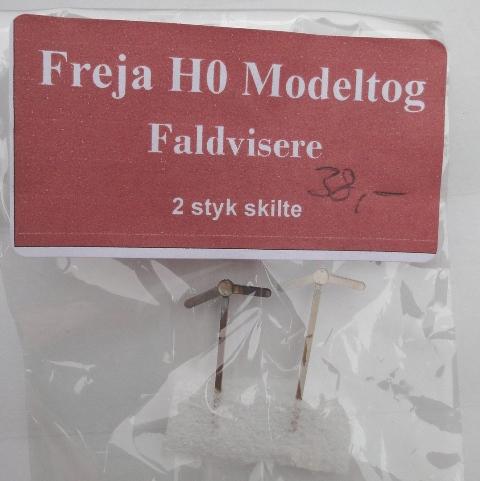 Freja H0 Modeltog
Faldvisere
38,-
2 styk skilte